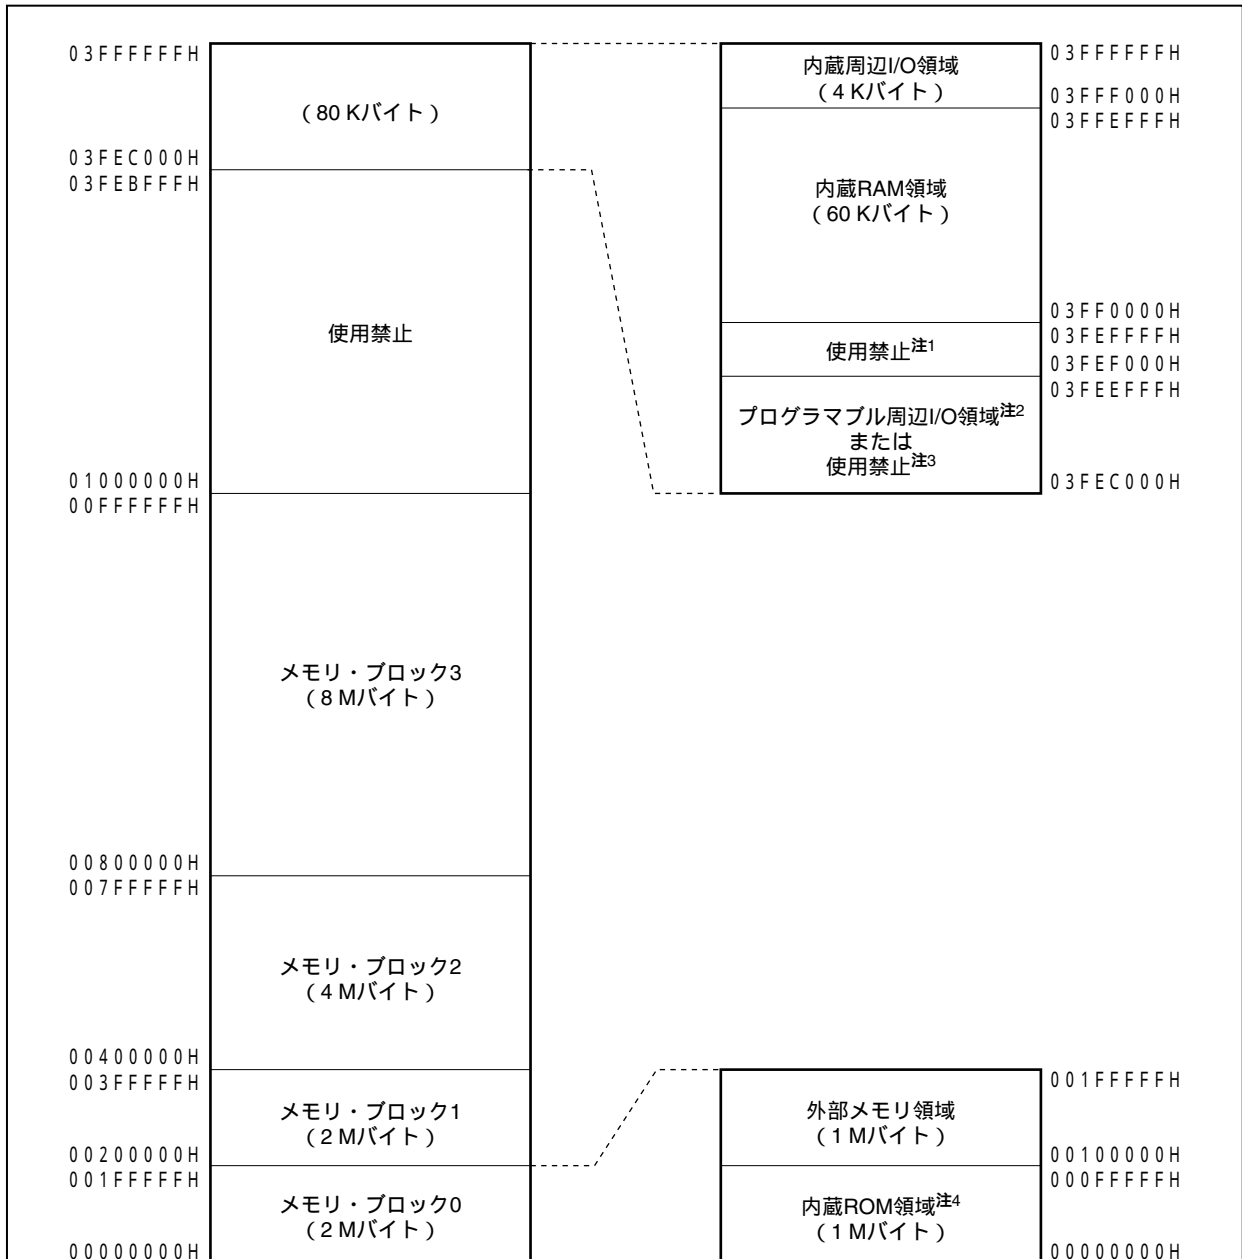 03FFFFFFH
(80 Kバイト)
03FEC000H
03FEBFFFH
使用禁止
01000000H
00FFFFFFH
メモリ・ブロック3
(8 Mバイト)
00800000H
007FFFFFH
メモリ・ブロック2
(4 Mバイト)
00400000H
003FFFFFH
メモリ・ブロック1
(2 Mバイト)
00200000H
001FFFFFH
メモリ・ブロック0
(2 Mバイト)
00000000H
内蔵周辺I/O領域
(4 Kバイト)
03FFFFFFH
03FFF000H
03FFEFFFH
内蔵RAM領域
(60 Kバイト)
03FF0000H
03FEFFFFH
使用禁止注1
03FEF000H
03FEEFFFH
プログラマブル周辺I/O領域注2
または
使用禁止注3
03FEC000H
001FFFFFH
外部メモリ領域
(1 Mバイト)
00100000H
000FFFFFH
内蔵ROM領域注4
(1 Mバイト)
00000000H